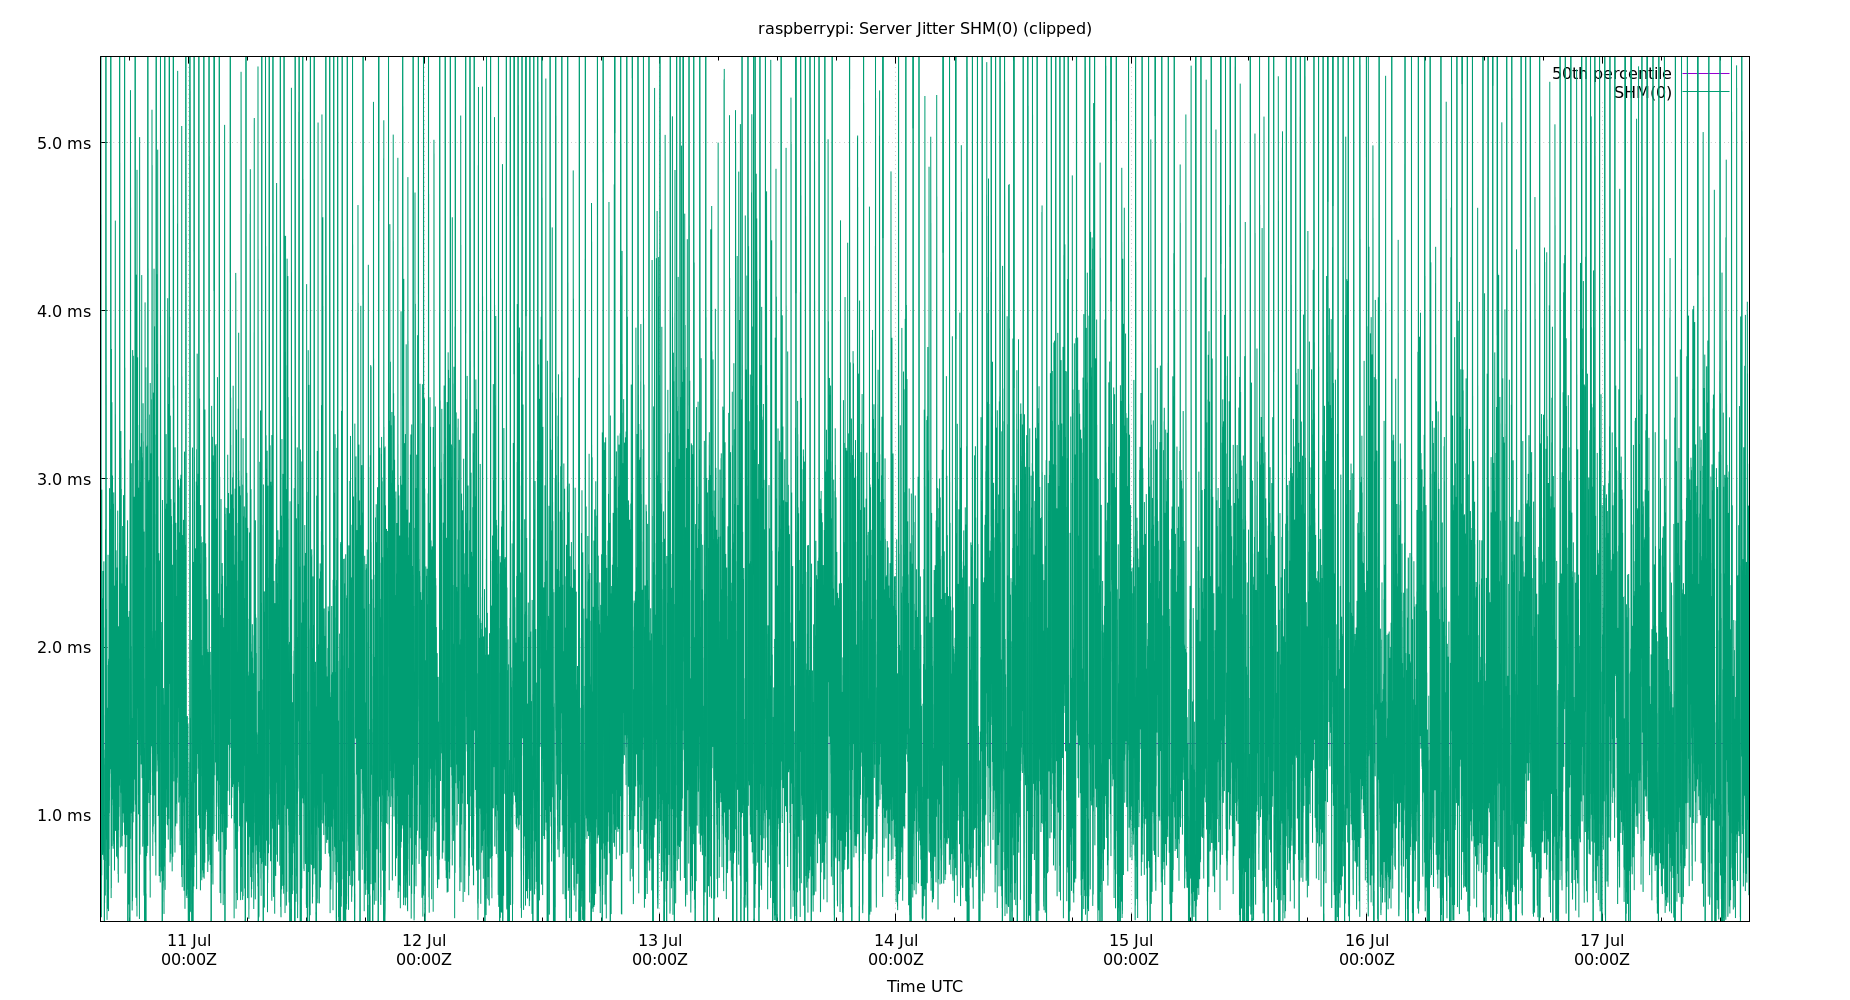 raspberrypi: Server Jitter SHM(0) (clipped)
50th percentile
SHM(0)
5.0 ms
4.0 ms
3.0 ms
2.0 ms
1.0 ms
11 Jul 12 Jul 13 Jul 14 Jul 15 Jul 16 Jul 17 Jul
00:00Z 00:00Z 00:00Z 00:00Z 00:00Z 00:00Z 00:00Z
Time UTC